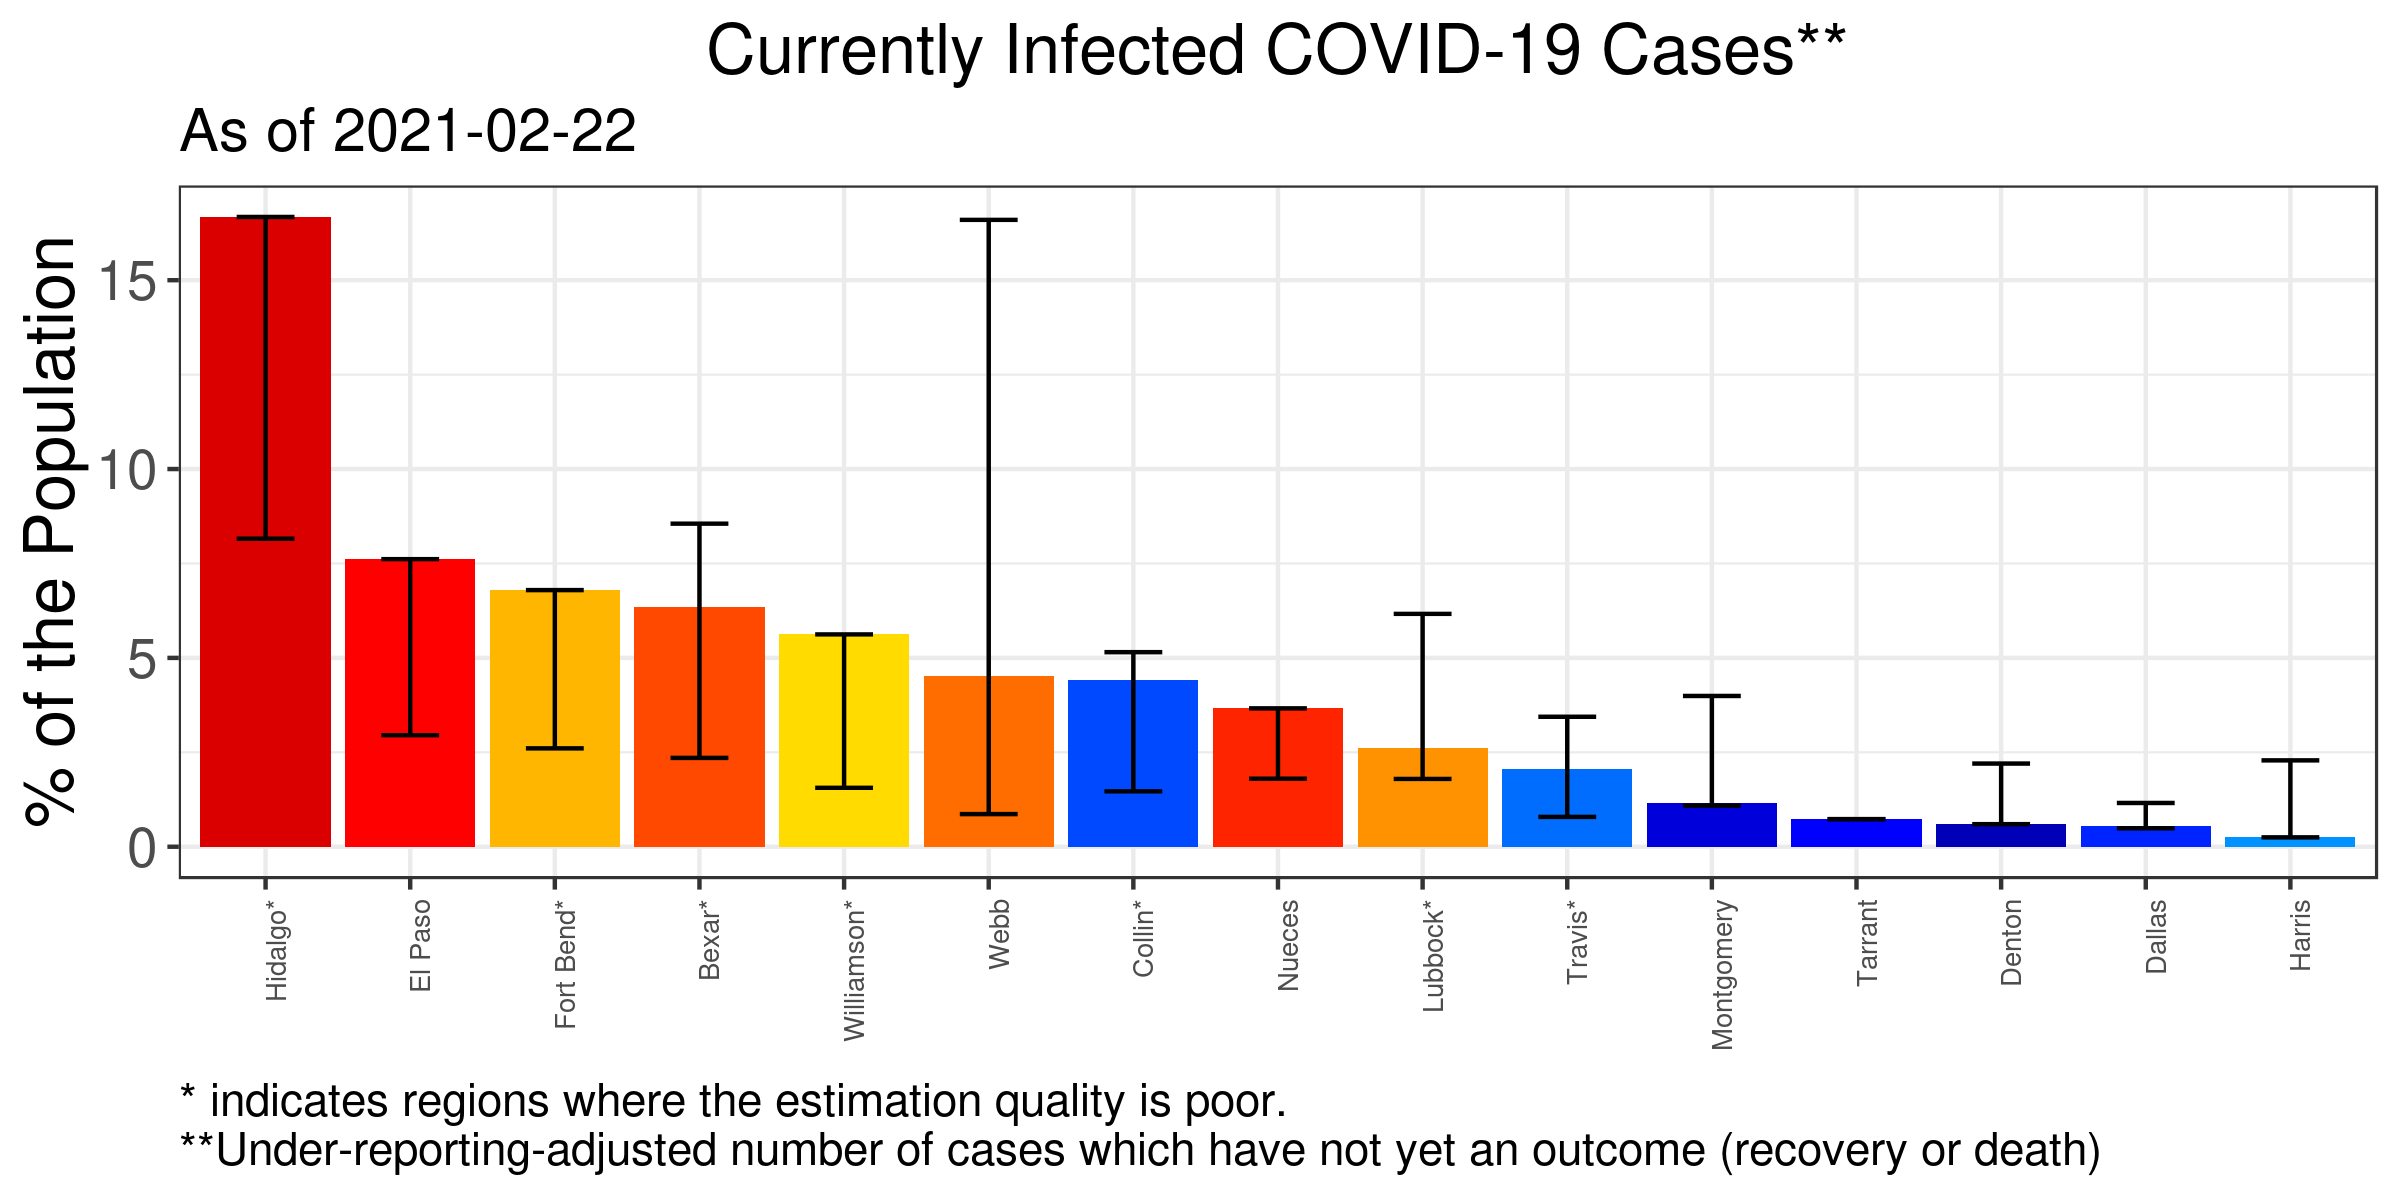 Currently Infected COVID-19 Cases**
As of 2021-02-22
% of the Population
15
10
5
0
Hidalgo*
El Paso
Fort Bend*
Bexar*
Williamson*
Webb
Collin*
Nueces
Lubbock*
Travis*
Montgomery
Tarrant
Denton
Dallas
Harris
* indicates regions where the estimation quality is poor.
**Under-reporting-adjusted number of cases which have not yet an outcome (recovery or death)